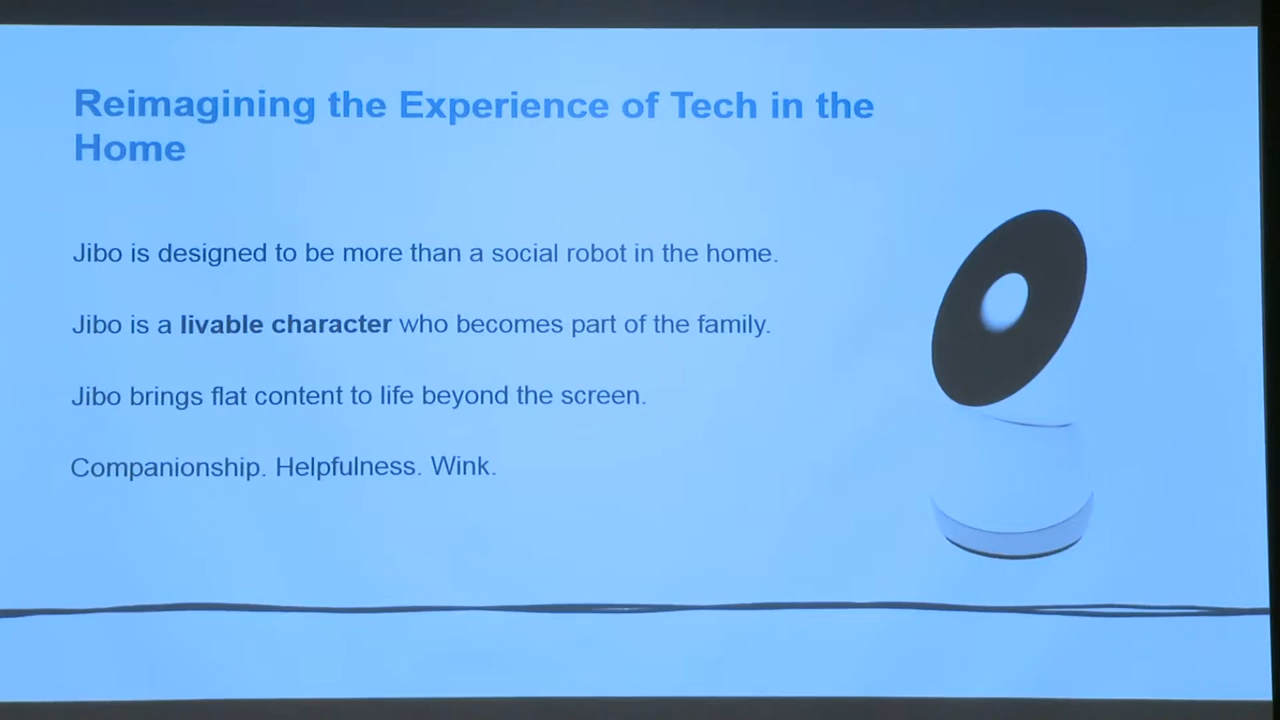 Reimagining the Experience of Tech in the
Home
Jibo is designed to be more than a social robot in the home.
Jibo is a livable character who becomes part of the family.
Jibo brings flat content to life beyond the screen.
Companionship. Helpfulness. Wink.